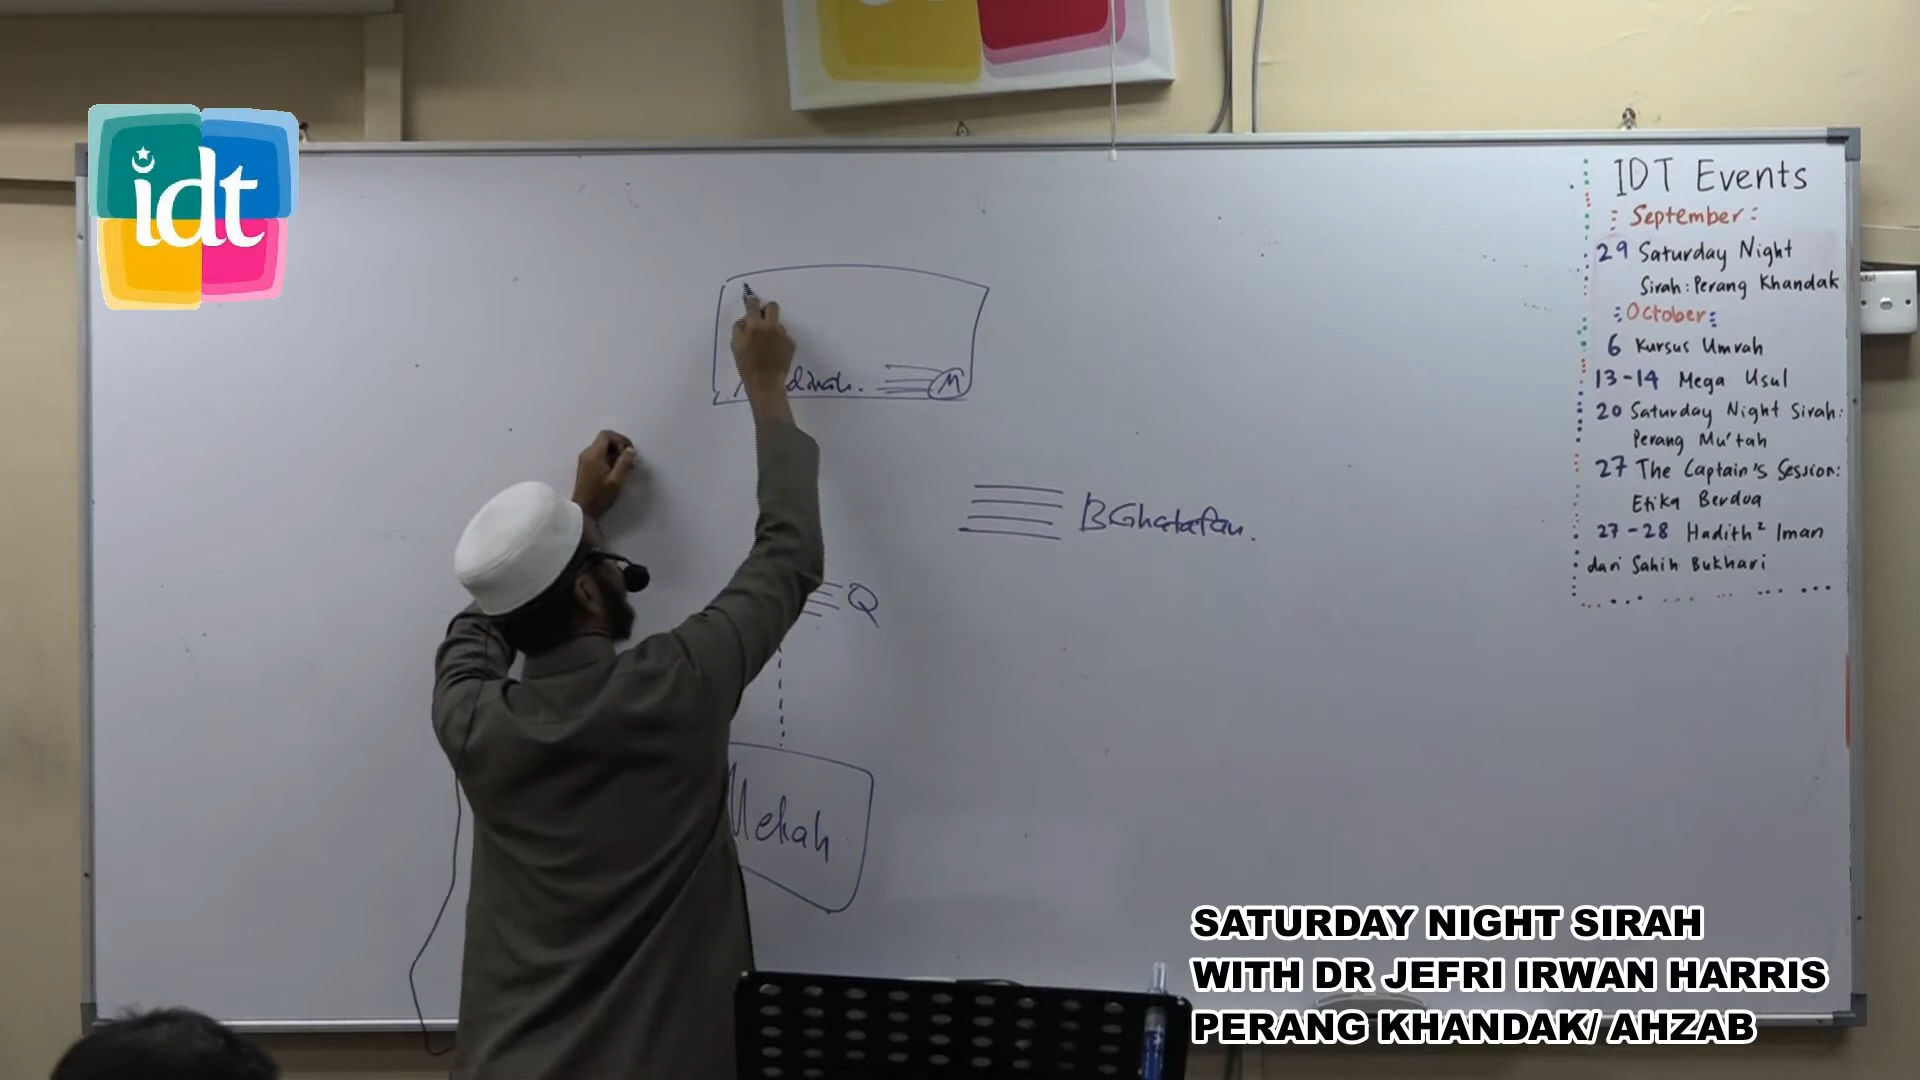 idt
IDT Events
September:
29 Saturday Night
Sirah: Perang Khandak
October:
6 Kursus Umrah
13-14 Mega Usul
20 Saturday Night Sirah:
Perang Mu'tah
27 The Captain's Session:
Etika Berdoa
27-28 Hadith² Iman
dari Sahih Bukhari
M
B Ghatafan.
Q
Mekah
SATURDAY NIGHT SIRAH
WITH DR JEFRI IRWAN HARRIS
PERANG KHANDAK/ AHZAB